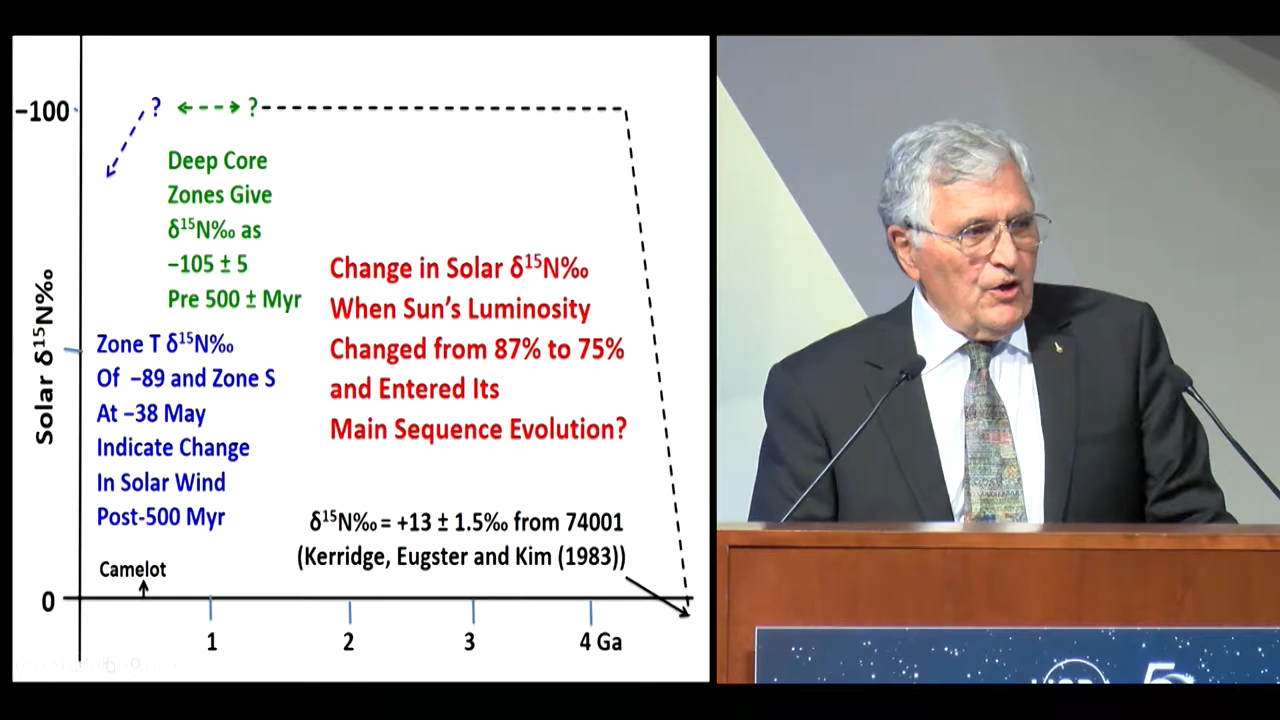 −100
?
?
Deep Core
Zones Give
δ¹⁵N‰ as
−105 ± 5
Pre 500 ± Myr
Change in Solar δ¹⁵N‰
When Sun’s Luminosity
Changed from 87% to 75%
and Entered Its
Main Sequence Evolution?
Solar δ¹⁵N‰
Zone T δ¹⁵N‰
Of −89 and Zone S
At −38 May
Indicate Change
In Solar Wind
Post-500 Myr
δ¹⁵N‰ = +13 ± 1.5‰ from 74001
(Kerridge, Eugster and Kim (1983))
Camelot
0
1
2
3
4 Ga